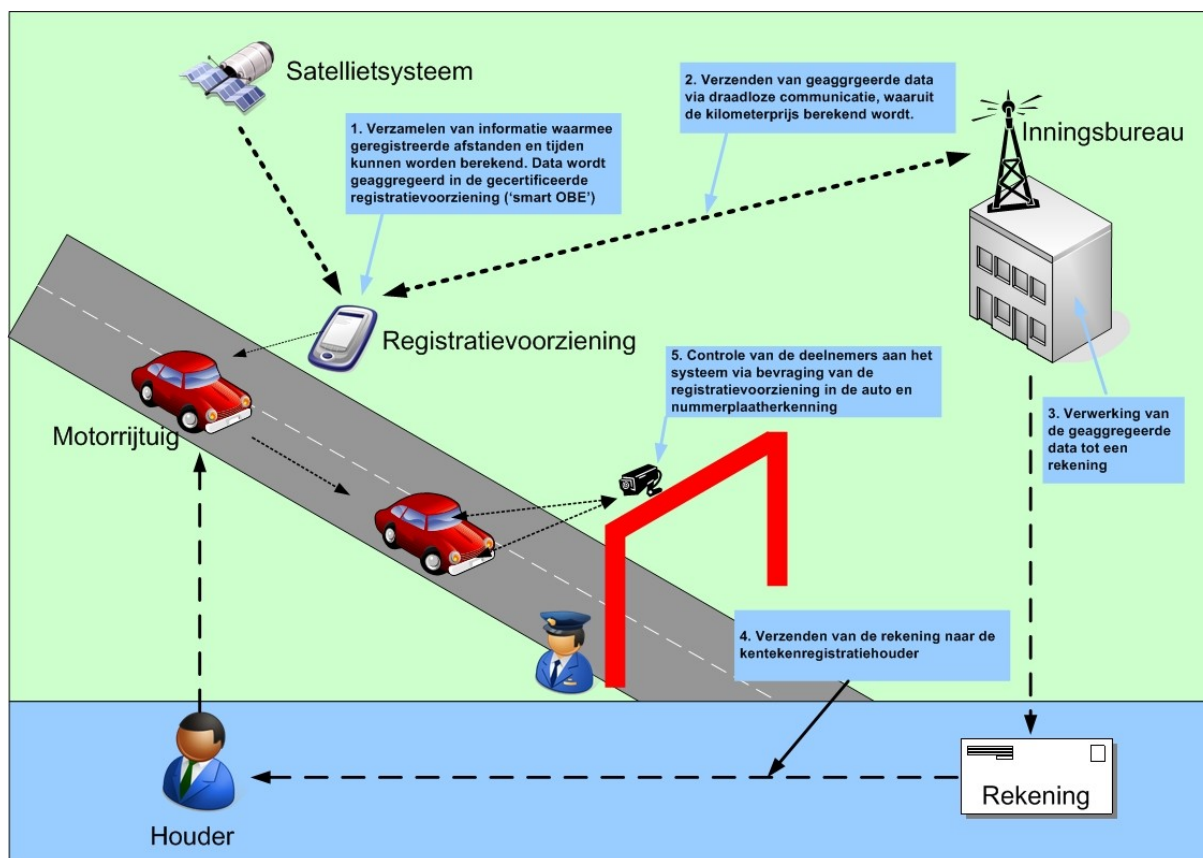 Satellietsysteem
2. Verzenden van geaggrgeerde data
via draadloze communicatie, waaruit
de kilometerprijs berekend wordt.
Inningsbureau
1. Verzamelen van informatie waarmee
geregistreerde afstanden en tijden
kunnen worden berekend. Data wordt
geaggregeerd in de gecertificeerde
registratievoorziening (‘smart OBE’)
Registratievoorziening
5. Controle van de deelnemers aan het
systeem via bevraging van de
registratievoorziening in de auto en
nummerplaatherkenning
Motorrijtuig
3. Verwerking van
de geaggregeerde
data tot een
rekening
4. Verzenden van de rekening naar de
kentekenregistratiehouder
Rekening
Houder